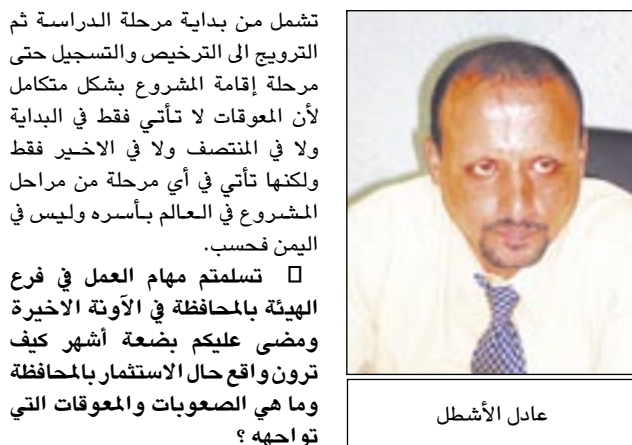 تشمل من بداية مرحلة الدراسة ثم
الترويج الى الترخيص والتسجيل حتى
مرحلة إقامة المشروع بشكل متكامل
لأن المعوقات لا تأتي فقط في البداية
ولا في المنتصف ولا في الاخير فقط
ولكنها تأتي في أي مرحلة من مراحل
المشروع في العالم بأسره وليس في
اليمن فحسب.
□ تسلمتم مهام العمل في فرع
الهيئة بالمحافظة في الآونة الاخيرة
ومضى عليكم بضعة أشهر كيف
ترون واقع حال الاستثمار بالمحافظة
وما هي الصعوبات والمعوقات التي
تواجهه ؟
عادل الأشطل